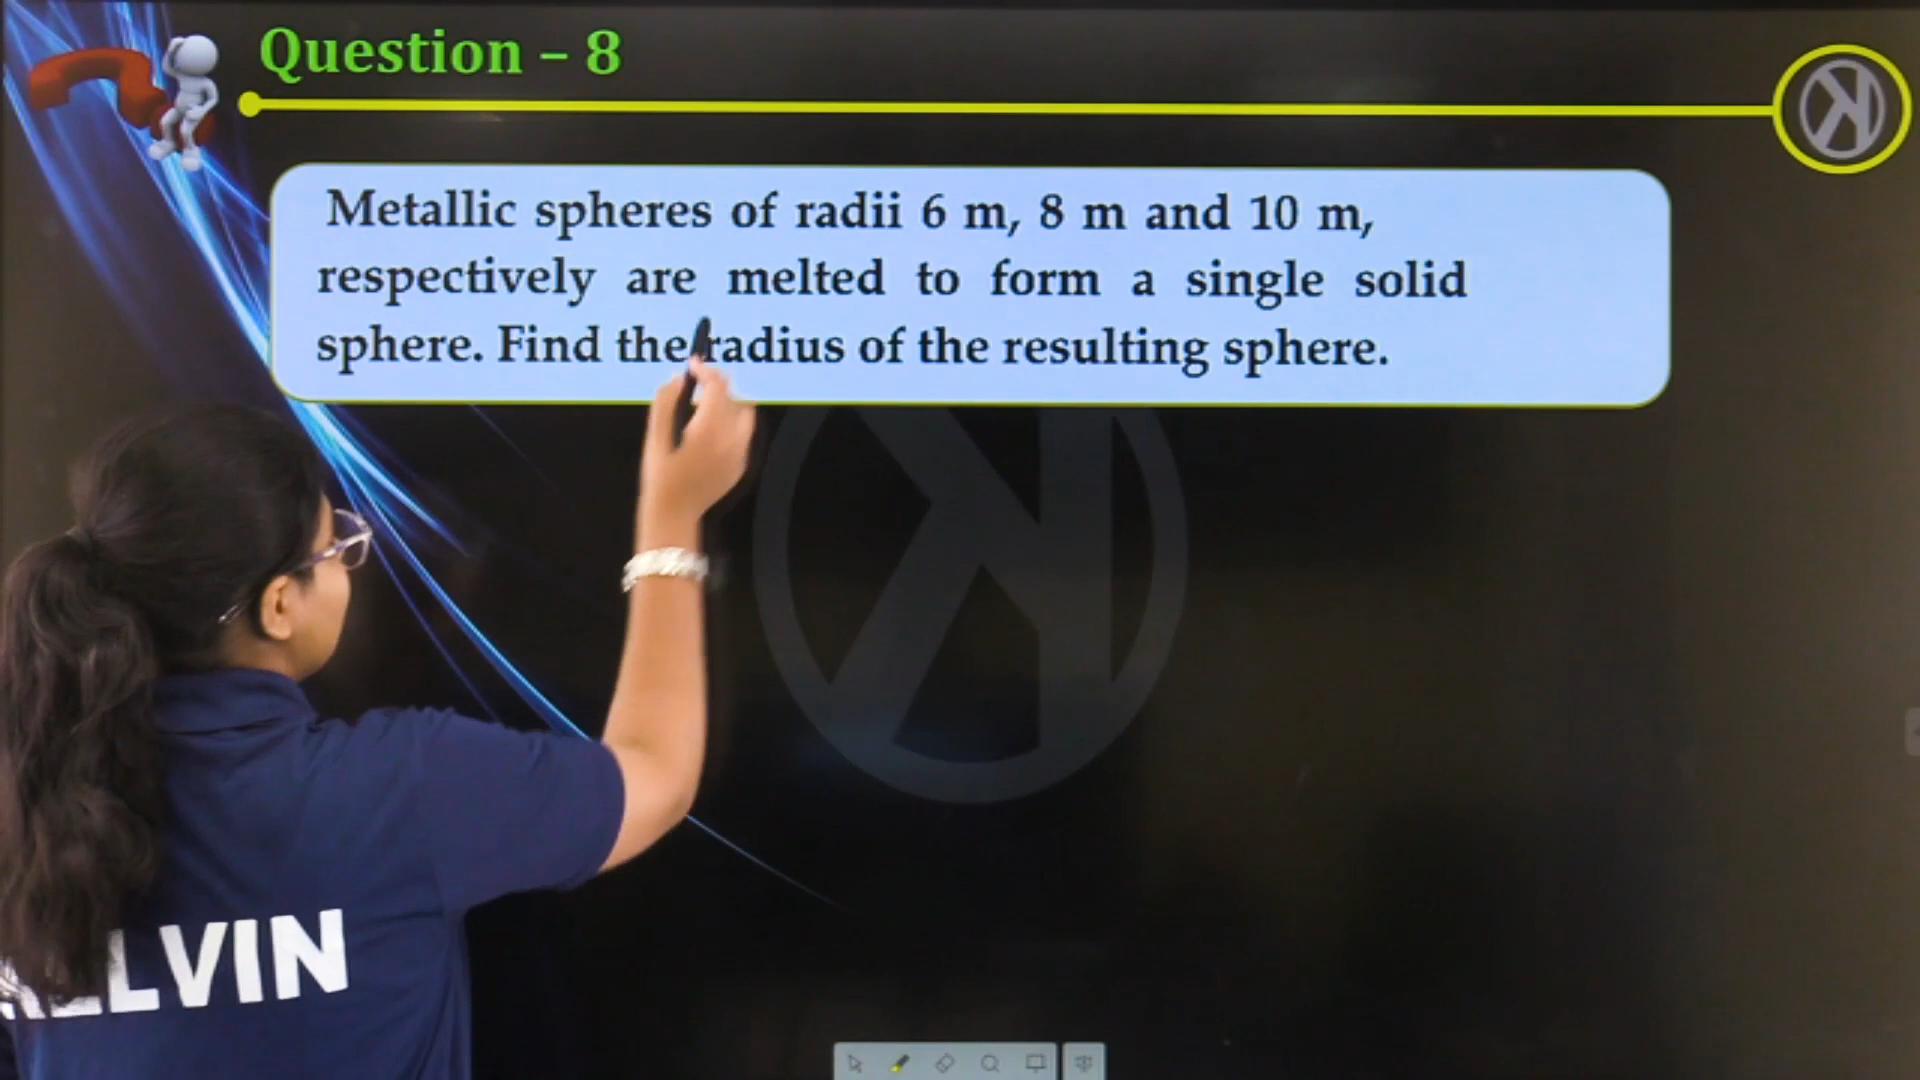 Question – 8
Metallic spheres of radii 6 m, 8 m and 10 m,
respectively are melted to form a single solid
sphere. Find the radius of the resulting sphere.
ELVIN